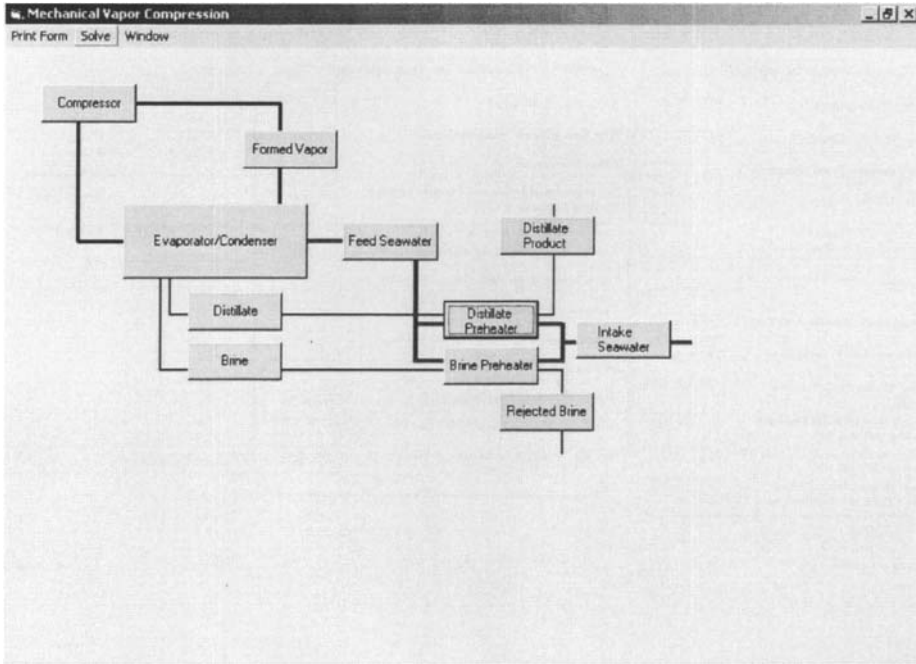 Mechanical Vapor Compression
Print Form Solve Window
Compressor
Formed Vapor
Evaporator/Condenser
Feed Seawater
Distillate
Product
Distillate
Distillate
Preheater
Intake
Seawater
Brine
Brine Preheater
Rejected Brine